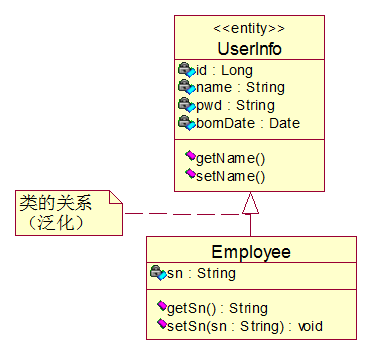 <<entity>>
UserInfo
id : Long
name : String
pwd : String
bornDate : Date
getName()
setName()
类的关系
（泛化）
Employee
sn : String
getSn() : String
setSn(sn : String) : void